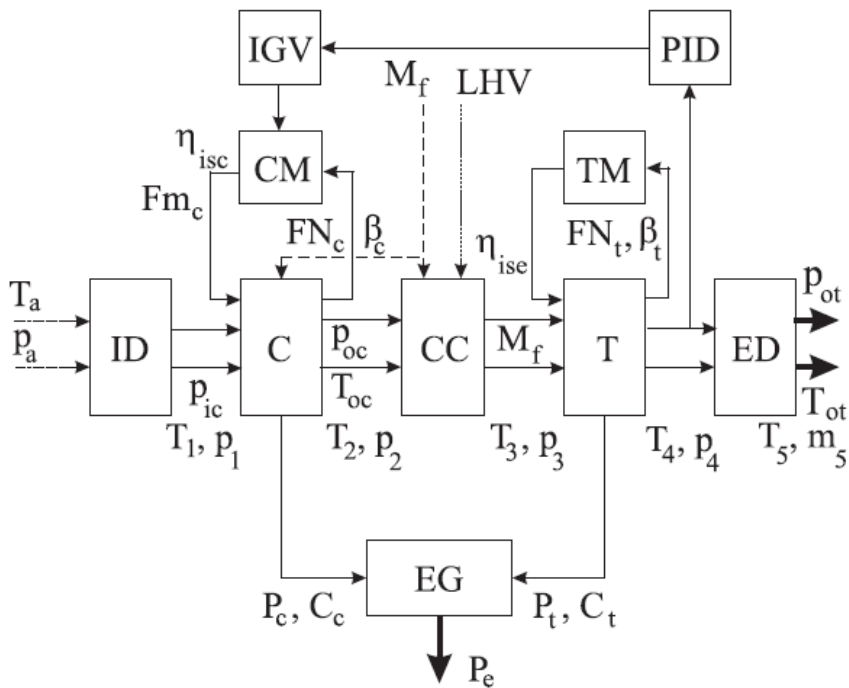 IGV
PID
M_f
LHV
η_isc
CM
TM
Fm_c
FN_c
β_c
η_ise
FN_t, β_t
T_a
p_a
ID
C
p_oc
T_oc
CC
M_f
T
ED
p_ot
T_ot
p_ic
T_1, p_1
T_2, p_2
T_3, p_3
T_4, p_4
T_5, m_5
EG
P_c, C_c
P_t, C_t
P_e